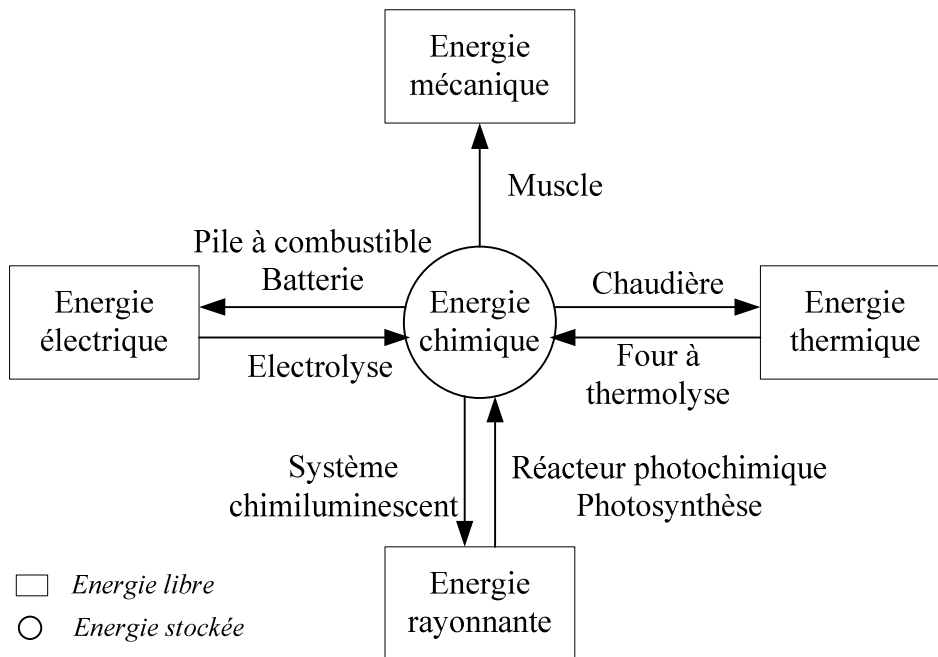 Energie
mécanique
Muscle
Pile à combustible
Batterie
Energie
électrique
Electrolyse
Energie
chimique
Chaudière
Four à
thermolyse
Energie
thermique
Système
chimiluminescent
Réacteur photochimique
Photosynthèse
Energie
rayonnante
Energie libre
Energie stockée